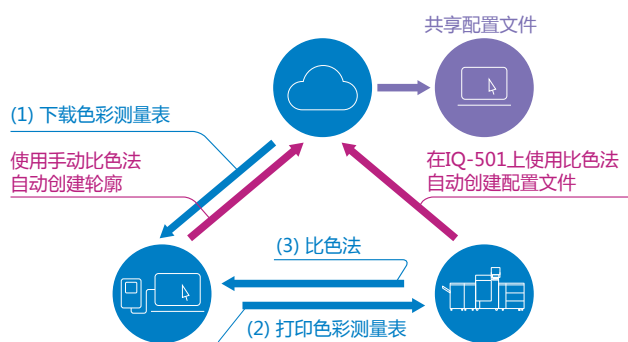 共享配置文件
(1) 下载色彩测量表
使用手动比色法
自动创建轮廓
在IQ-501上使用比色法
自动创建配置文件
(3) 比色法
(2) 打印色彩测量表